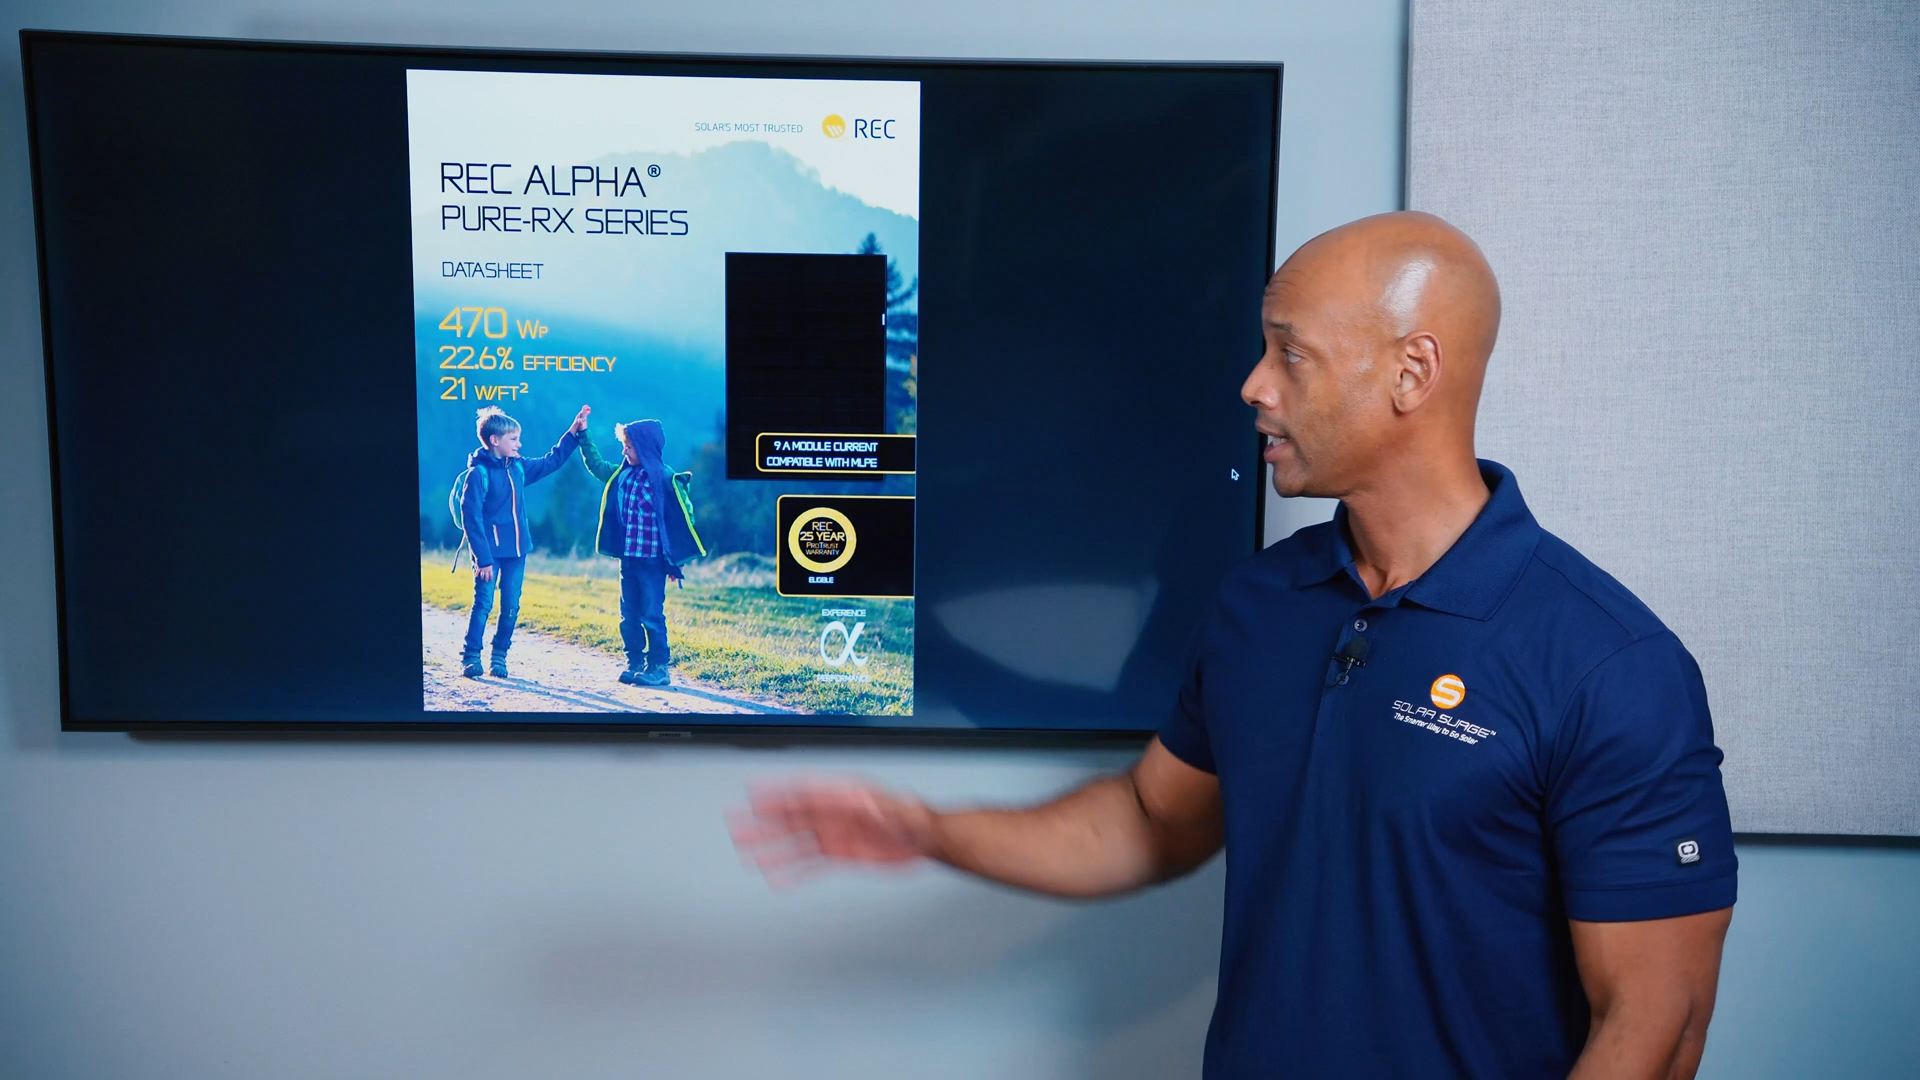 SOLAR'S MOST TRUSTED
REC
REC ALPHA®
PURE-RX SERIES
DATASHEET
470 WP
22.6% EFFICIENCY
21 W/FT²
9 A MODULE CURRENT
COMPATIBLE WITH MLPE
REC
25 YEAR
PROTRUST
WARRANTY
ELIGIBLE
EXPERIENCE
α
PERFORMANCE
SAMSUNG
S
SOLAR SURGE™
The Smarter Way to Go Solar